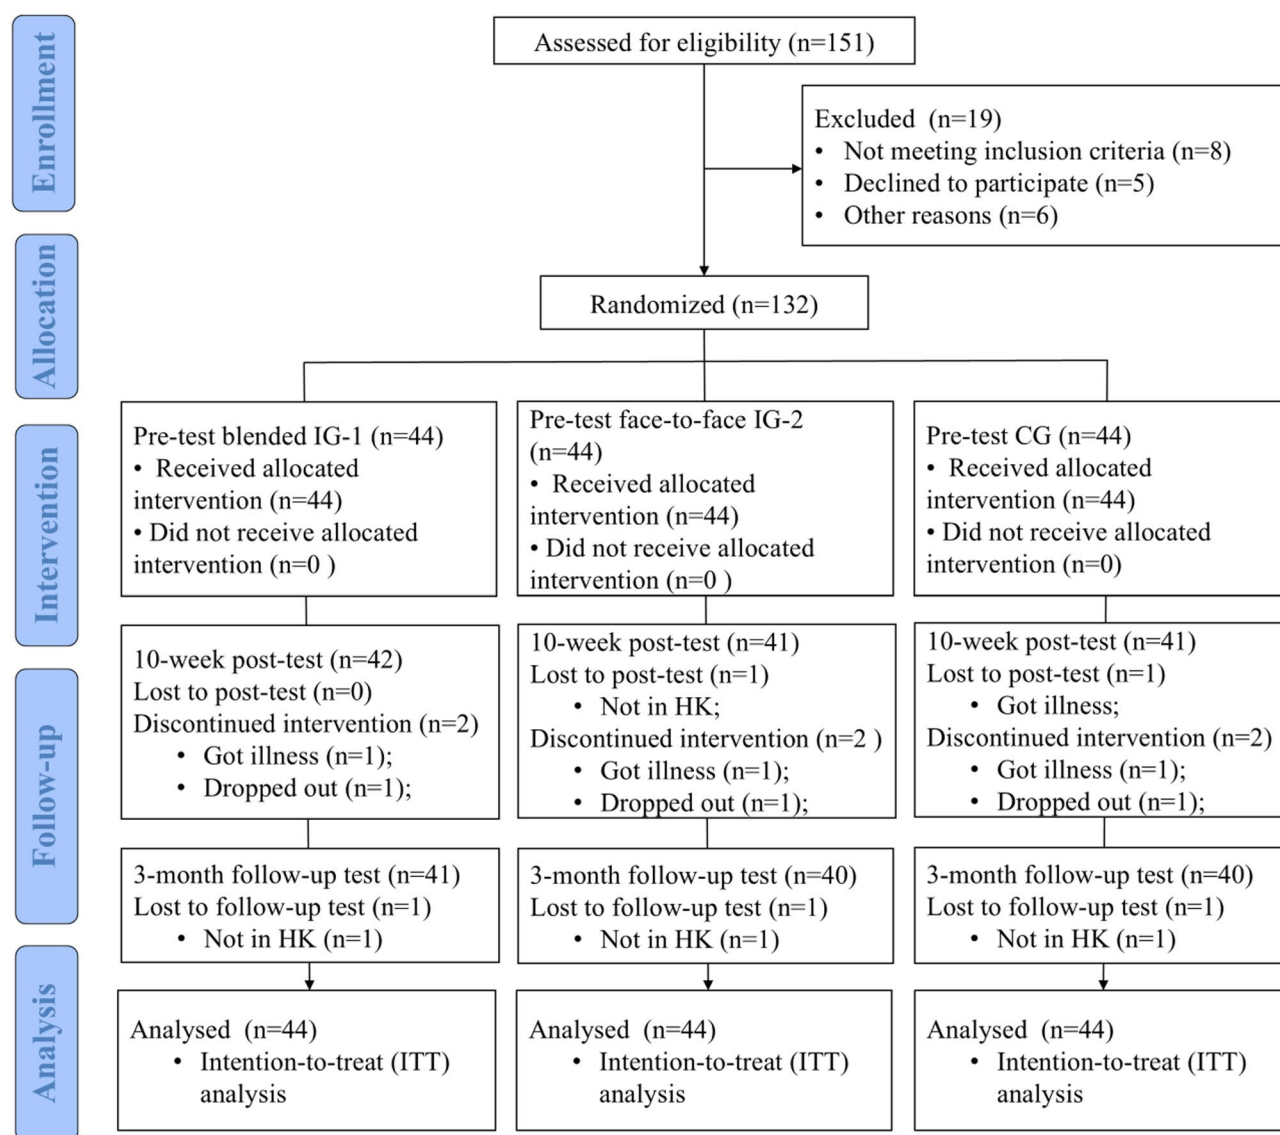 Enrollment
Assessed for eligibility (n=151)
Excluded (n=19)
• Not meeting inclusion criteria (n=8)
• Declined to participate (n=5)
• Other reasons (n=6)
Allocation
Randomized (n=132)
Intervention
Pre-test blended IG-1 (n=44)
• Received allocated
intervention (n=44)
• Did not receive allocated
intervention (n=0 )
Pre-test face-to-face IG-2
(n=44)
• Received allocated
intervention (n=44)
• Did not receive allocated
intervention (n=0 )
Pre-test CG (n=44)
• Received allocated
intervention (n=44)
• Did not receive allocated
intervention (n=0)
Follow-up
10-week post-test (n=42)
Lost to post-test (n=0)
Discontinued intervention (n=2)
• Got illness (n=1);
• Dropped out (n=1);
10-week post-test (n=41)
Lost to post-test (n=1)
• Not in HK;
Discontinued intervention (n=2 )
• Got illness (n=1);
• Dropped out (n=1);
10-week post-test (n=41)
Lost to post-test (n=1)
• Got illness;
Discontinued intervention (n=2)
• Got illness (n=1);
• Dropped out (n=1);
3-month follow-up test (n=41)
Lost to follow-up test (n=1)
• Not in HK (n=1)
3-month follow-up test (n=40)
Lost to follow-up test (n=1)
• Not in HK (n=1)
3-month follow-up test (n=40)
Lost to follow-up test (n=1)
• Not in HK (n=1)
Analysis
Analysed (n=44)
• Intention-to-treat (ITT)
analysis
Analysed (n=44)
• Intention-to-treat (ITT)
analysis
Analysed (n=44)
• Intention-to-treat (ITT)
analysis